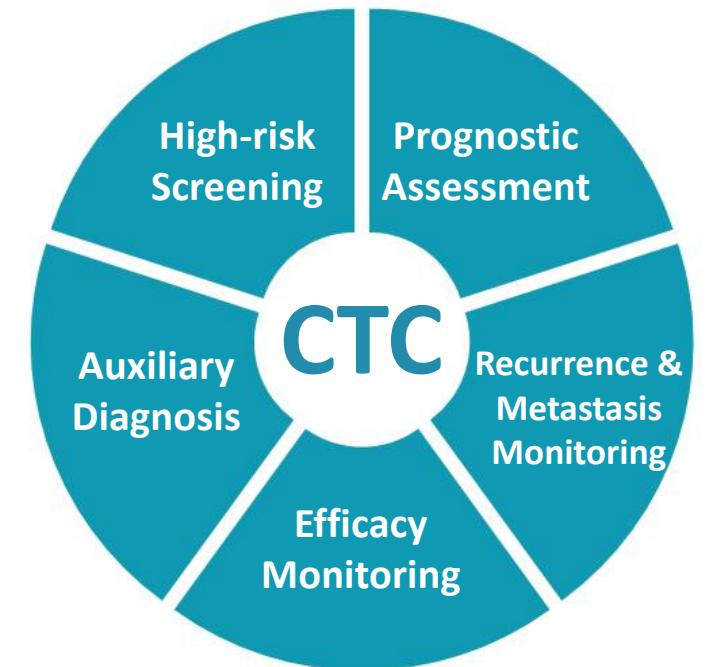 High-risk
Screening
Prognostic
Assessment
CTC
Auxiliary
Diagnosis
Recurrence &
Metastasis
Monitoring
Efficacy
Monitoring